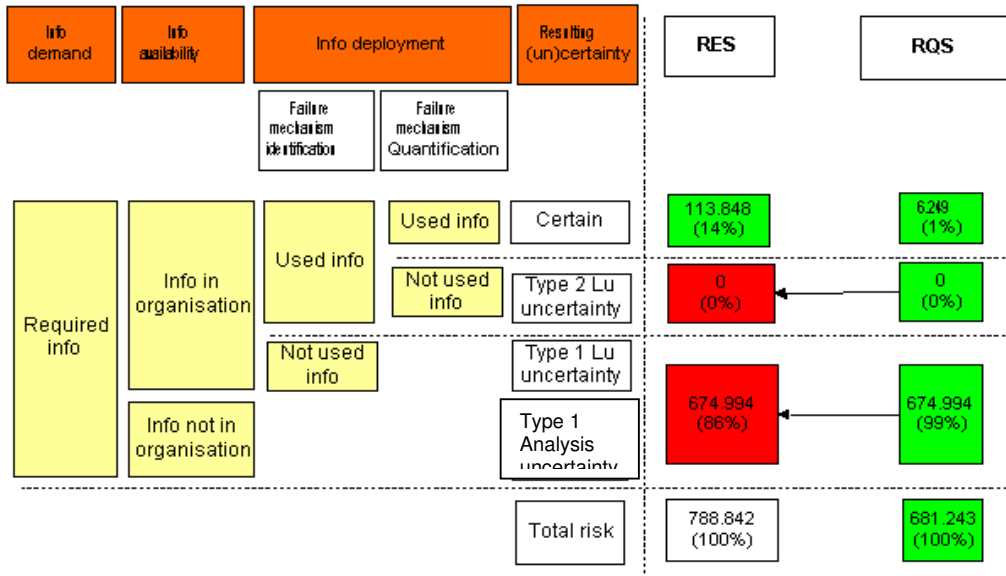 Info
demand
Info
availability
Info deployment
Resulting
(un)certainty
RES
RQS
Failure
mechanism
identification
Failure
mechanism
Quantification
Required
info
Info in
organisation
Info not in
organisation
Used info
Not used
info
Used info
Not used
info
Certain
Type 2 Lu
uncertainty
Type 1 Lu
uncertainty
Type 1
Analysis
uncertainty
Total risk
113.848
(14%)
6.249
(1%)
0
(0%)
0
(0%)
674.994
(86%)
674.994
(99%)
788.842
(100%)
681.243
(100%)